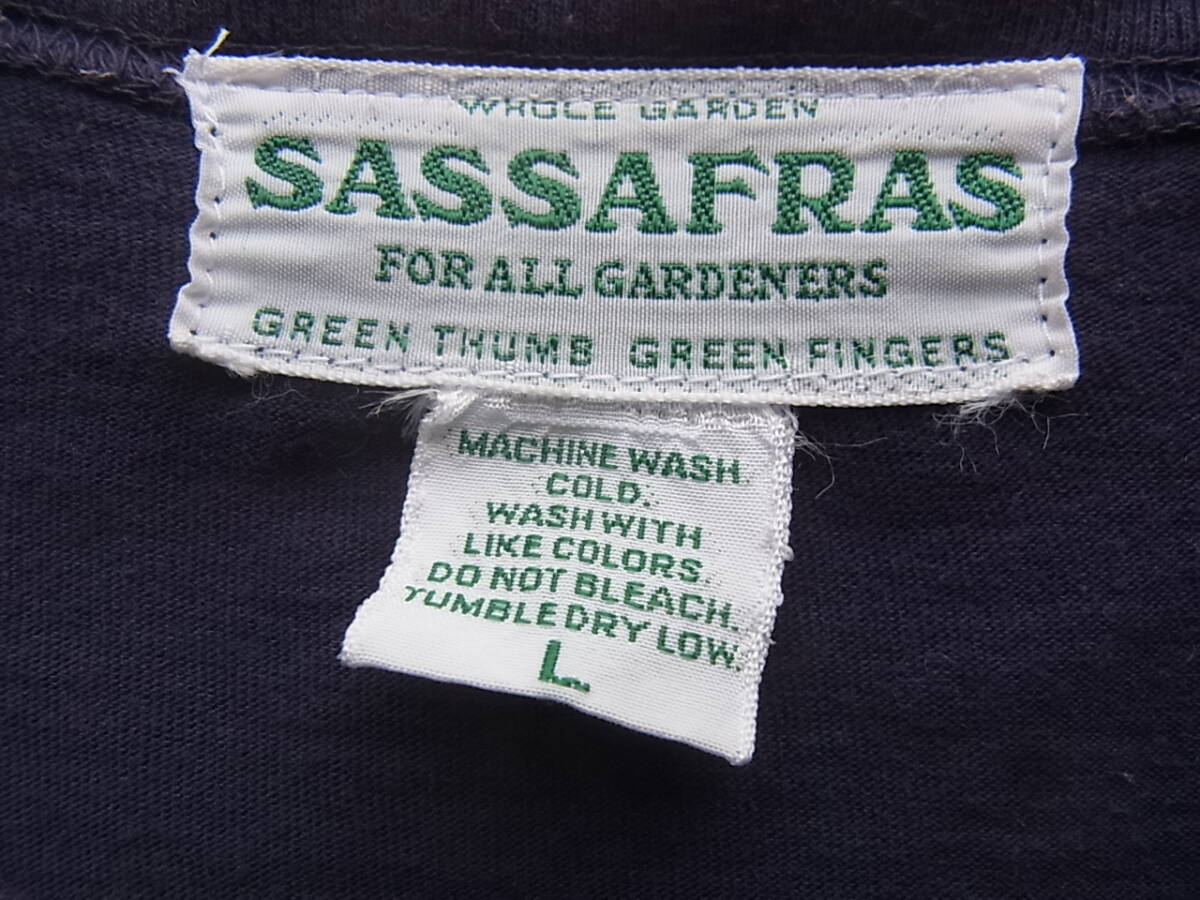 WHOLE GARDEN
SASSAFRAS
FOR ALL GARDENERS
GREEN THUMB GREEN FINGERS
MACHINE WASH
COLD.
WASH WITH
LIKE COLORS.
DO NOT BLEACH.
TUMBLE DRY LOW.
L